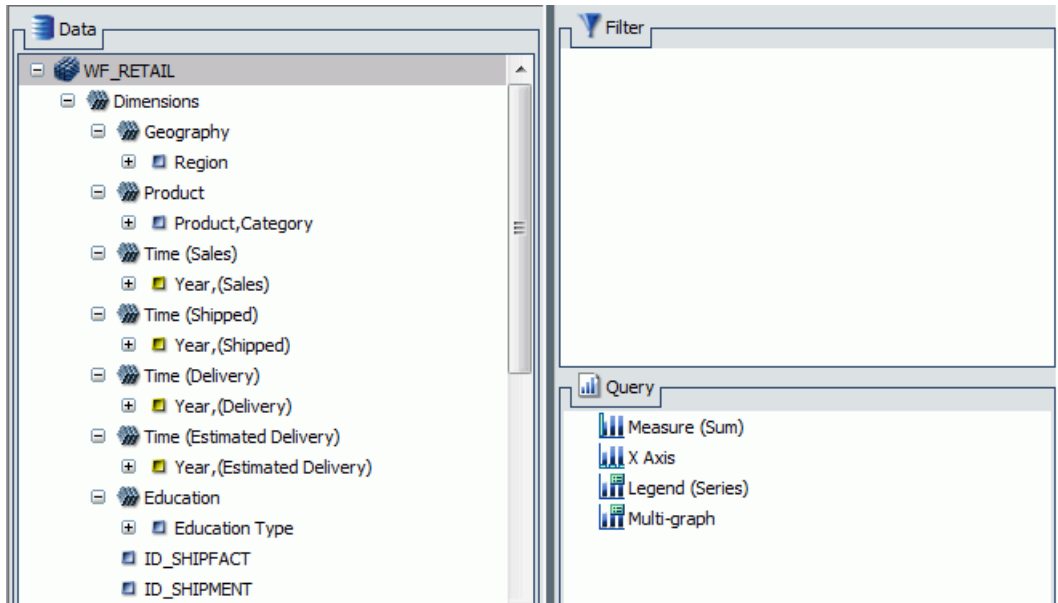 Data
WF_RETAIL
Dimensions
Geography
Region
Product
Product,Category
Time (Sales)
Year,(Sales)
Time (Shipped)
Year,(Shipped)
Time (Delivery)
Year,(Delivery)
Time (Estimated Delivery)
Year,(Estimated Delivery)
Education
Education Type
ID_SHIPFACT
ID_SHIPMENT
Filter
Query
Measure (Sum)
X Axis
Legend (Series)
Multi-graph